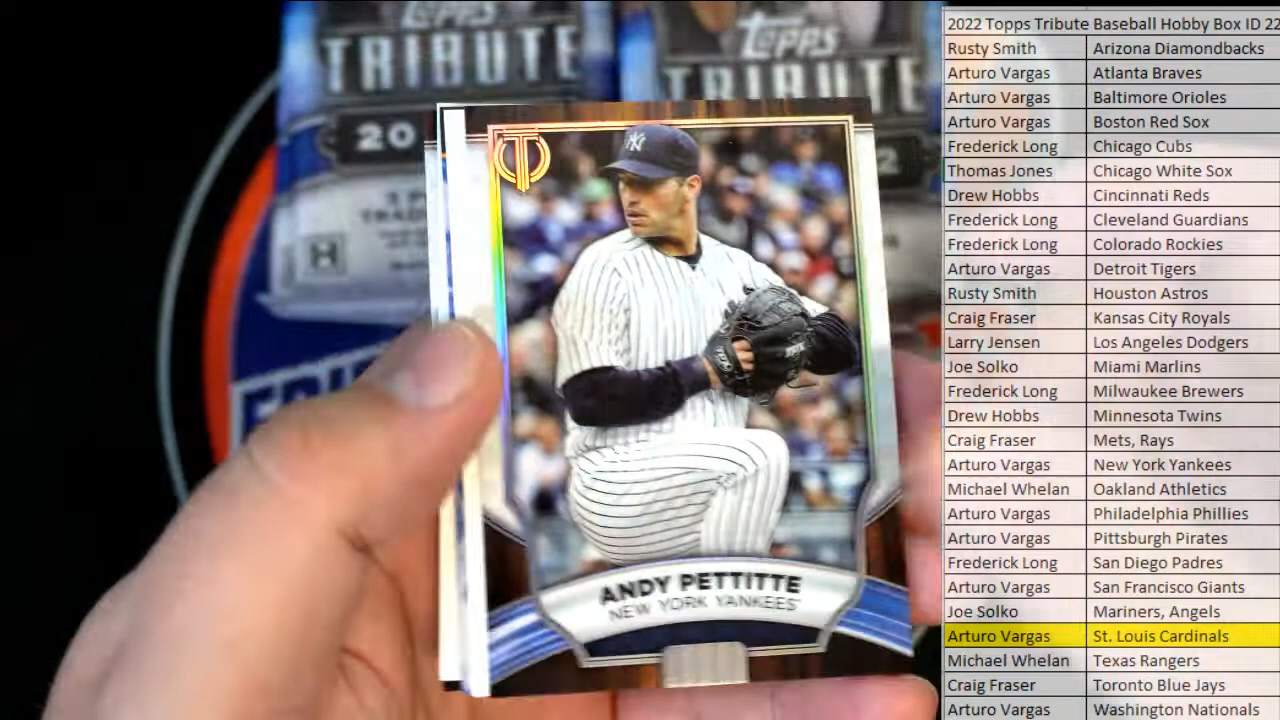 TOPPS
TRIBUTE
20
H
TOPPS
TRIBUTE
2
NY
T
ANDY PETTITTE
NEW YORK YANKEES
2022 Topps Tribute Baseball Hobby Box ID 22
Rusty Smith Arizona Diamondbacks
Arturo Vargas Atlanta Braves
Arturo Vargas Baltimore Orioles
Arturo Vargas Boston Red Sox
Frederick Long Chicago Cubs
Thomas Jones Chicago White Sox
Drew Hobbs Cincinnati Reds
Frederick Long Cleveland Guardians
Frederick Long Colorado Rockies
Arturo Vargas Detroit Tigers
Rusty Smith Houston Astros
Craig Fraser Kansas City Royals
Larry Jensen Los Angeles Dodgers
Joe Solko Miami Marlins
Frederick Long Milwaukee Brewers
Drew Hobbs Minnesota Twins
Craig Fraser Mets, Rays
Arturo Vargas New York Yankees
Michael Whelan Oakland Athletics
Arturo Vargas Philadelphia Phillies
Arturo Vargas Pittsburgh Pirates
Frederick Long San Diego Padres
Arturo Vargas San Francisco Giants
Joe Solko Mariners, Angels
Arturo Vargas St. Louis Cardinals
Michael Whelan Texas Rangers
Craig Fraser Toronto Blue Jays
Arturo Vargas Washington Nationals